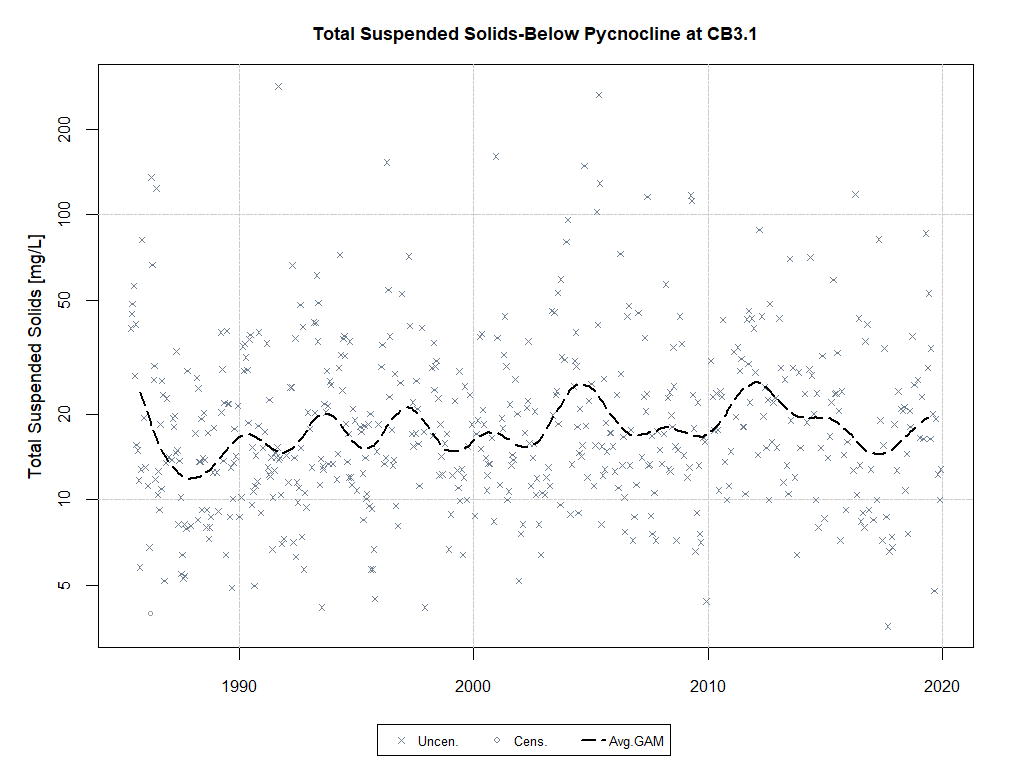 Total Suspended Solids-Below Pycnocline at CB3.1
Total Suspended Solids [mg/L]
200
100
50
20
10
5
1990 2000 2010 2020
Uncen. Cens. Avg.GAM